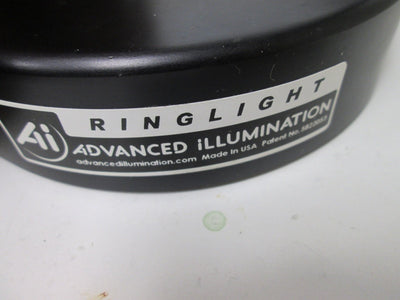 RINGLIGHT
Ai ADVANCED iLLUMINATION
advancedillumination.com Made In USA Patent No.